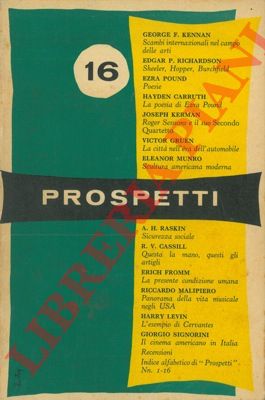 16
GEORGE F. KENNAN
Scambi internazionali nel campo
delle arti
EDGAR P. RICHARDSON
Sheeler, Hopper, Burchfield
EZRA POUND
Poesie
HAYDEN CARRUTH
La poesia di Ezra Pound
JOSEPH KERMAN
Roger Sessions e il suo Secondo
Quartetto
VICTOR GRUEN
La città nell'era dell'automobile
ELEANOR MUNRO
Scultura americana moderna
PROSPETTI
A. H. RASKIN
Sicurezza sociale
R. V. CASSILL
Questa la mano, questi gli
artigli
ERICH FROMM
La presente condizione umana
RICCARDO MALIPIERO
Panorama della vita musicale
negli USA
HARRY LEVIN
L'esempio di Cervantes
GIORGIO SIGNORINI
Il cinema americano in Italia
Recensioni
Indice alfabetico di "Prospetti"
Nn. 1-16
LIBRERIA PIANI